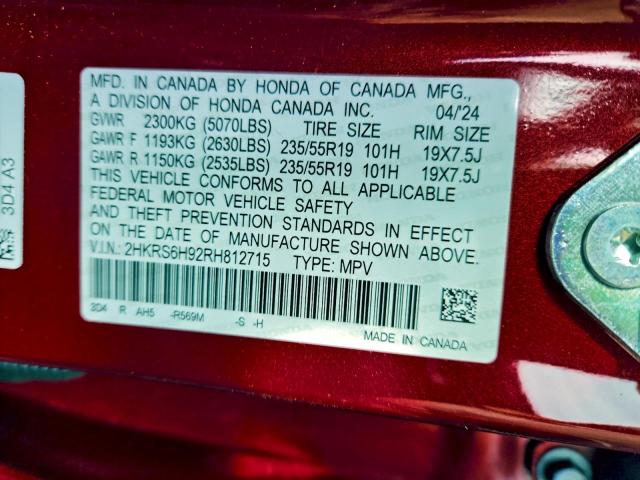 MFD. IN CANADA BY HONDA OF CANADA MFG.,
A DIVISION OF HONDA CANADA INC. 04/'24
GVWR 2300KG (5070LBS) TIRE SIZE RIM SIZE
GAWR F 1193KG (2630LBS) 235/55R19 101H 19X7.5J
GAWR R 1150KG (2535LBS) 235/55R19 101H 19X7.5J
THIS VEHICLE CONFORMS TO ALL APPLICABLE
FEDERAL MOTOR VEHICLE SAFETY
AND THEFT PREVENTION STANDARDS IN EFFECT
ON THE DATE OF MANUFACTURE SHOWN ABOVE.
V.I.N.: 2HKRS6H92RH812715 TYPE: MPV
3D4 R AH5 -R569M -S -H
MADE IN CANADA
3D4 A3